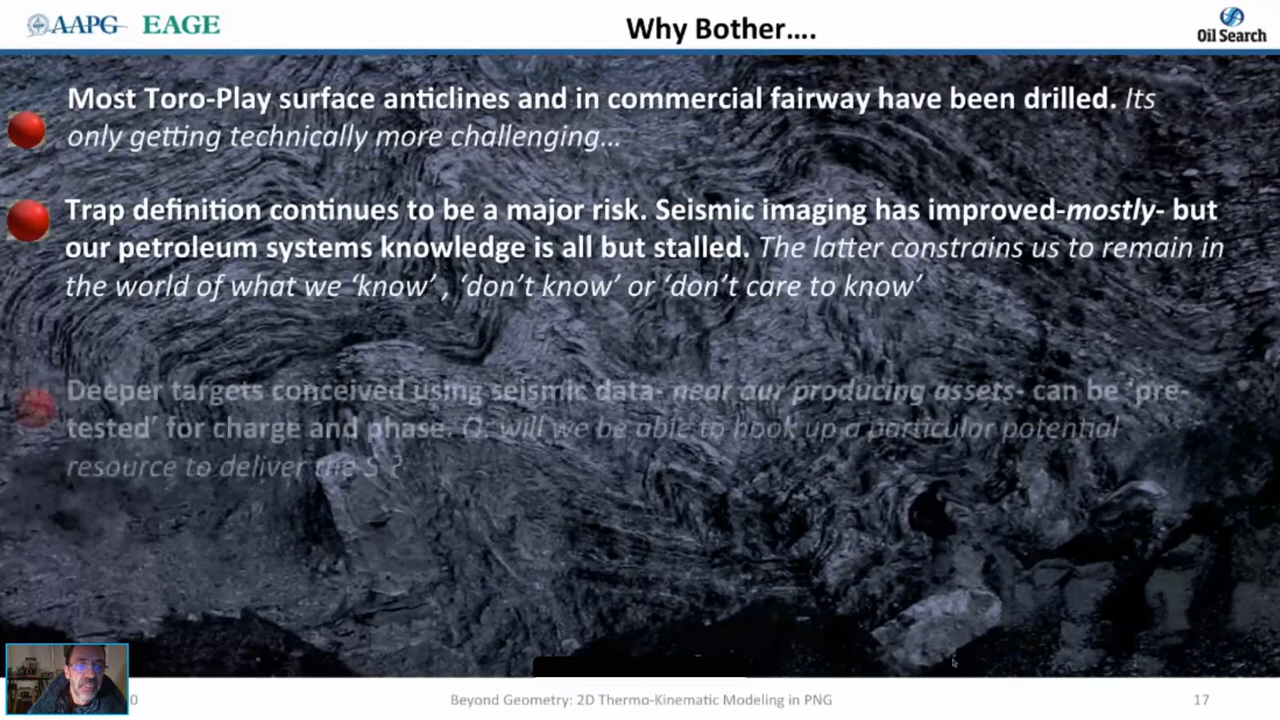 AAPG EAGE
Why Bother....
Oil Search
Most Toro-Play surface anticlines and in commercial fairway have been drilled. Its
only getting technically more challenging...
Trap definition continues to be a major risk. Seismic imaging has improved-mostly- but
our petroleum systems knowledge is all but stalled. The latter constrains us to remain in
the world of what we ‘know’ , ‘don’t know’ or ‘don’t care to know’
Deeper targets conceived using seismic data- near our producing assets- can be ‘pre-
tested’ for charge and phase. Q: will we be able to hook up a particular potential
resource to deliver the $ ?
0
Beyond Geometry: 2D Thermo-Kinematic Modeling in PNG
17